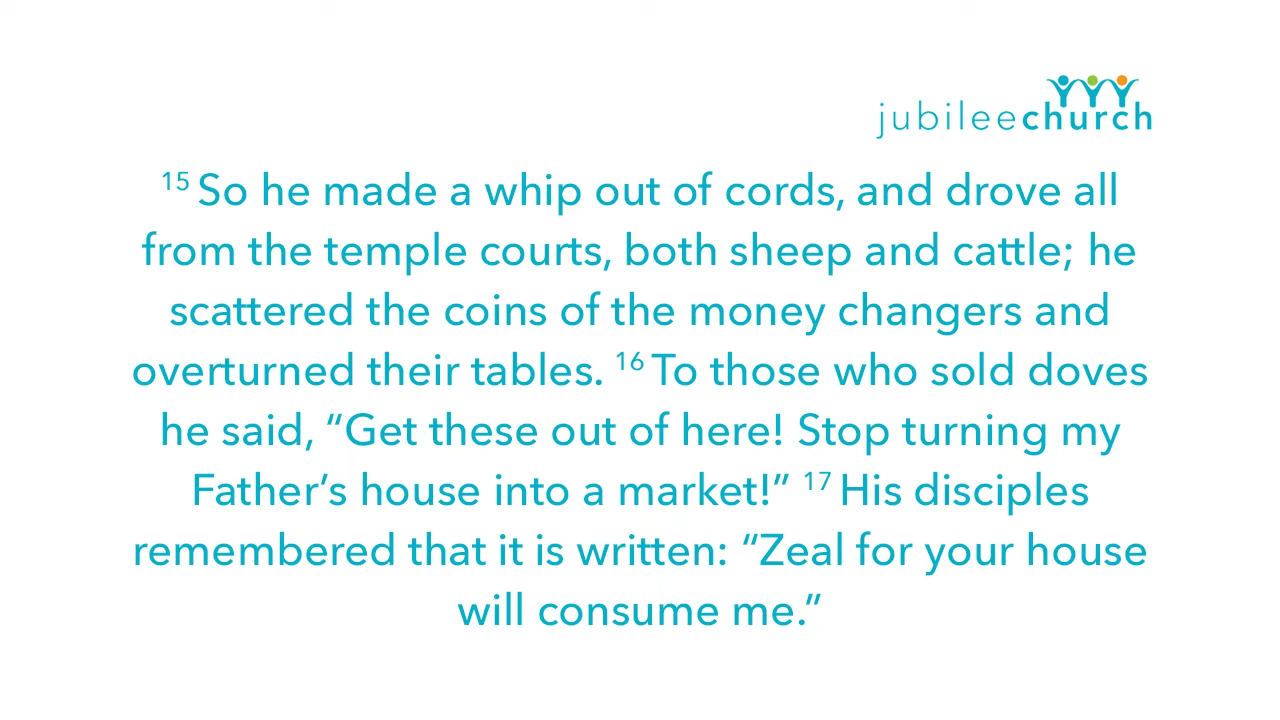 jubileechurch
15 So he made a whip out of cords, and drove all
from the temple courts, both sheep and cattle; he
scattered the coins of the money changers and
overturned their tables. 16 To those who sold doves
he said, “Get these out of here! Stop turning my
Father’s house into a market!” 17 His disciples
remembered that it is written: “Zeal for your house
will consume me.”